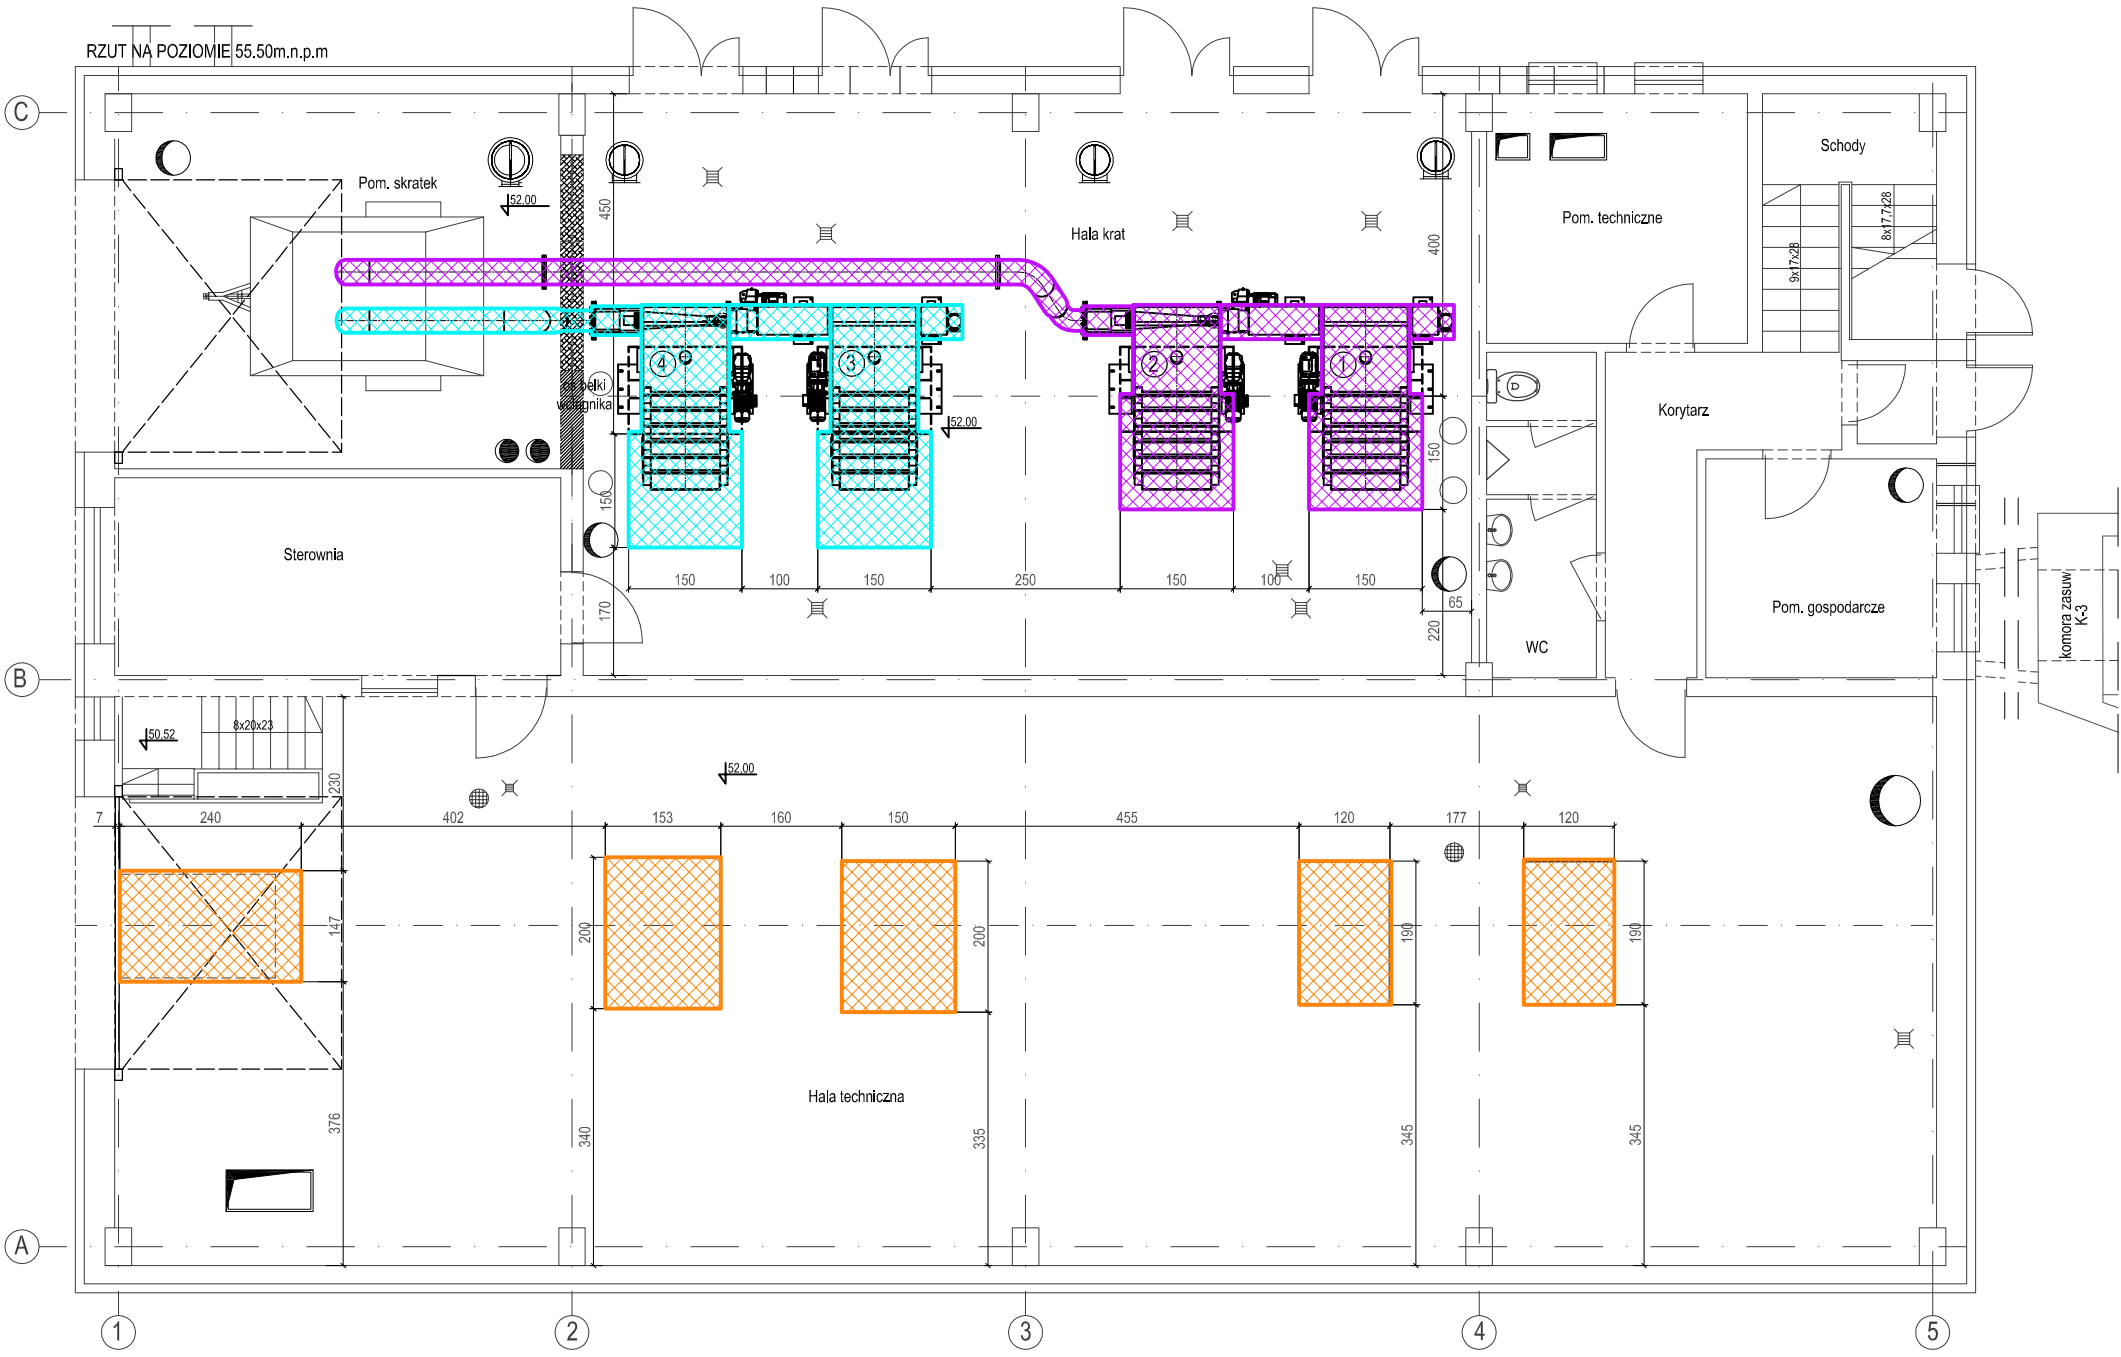 RZUT NA POZIOMIE 55.50m.n.p.m
C
Pom. skratek
52.00
450
Hala krat
400
Pom. techniczne
Schody
9x17x28
8x17,7x28
4
3
2
1
oś belki
wciągnika
52.00
150
150
Korytarz
Sterownia
150
100
150
250
150
100
150
65
170
220
WC
Pom. gospodarcze
komora zasuw
K-3
B
50,52
8x20x23
230
52.00
7
240
402
153
160
150
455
120
177
120
147
200
200
190
190
376
340
335
345
345
Hala techniczna
A
1
2
3
4
5